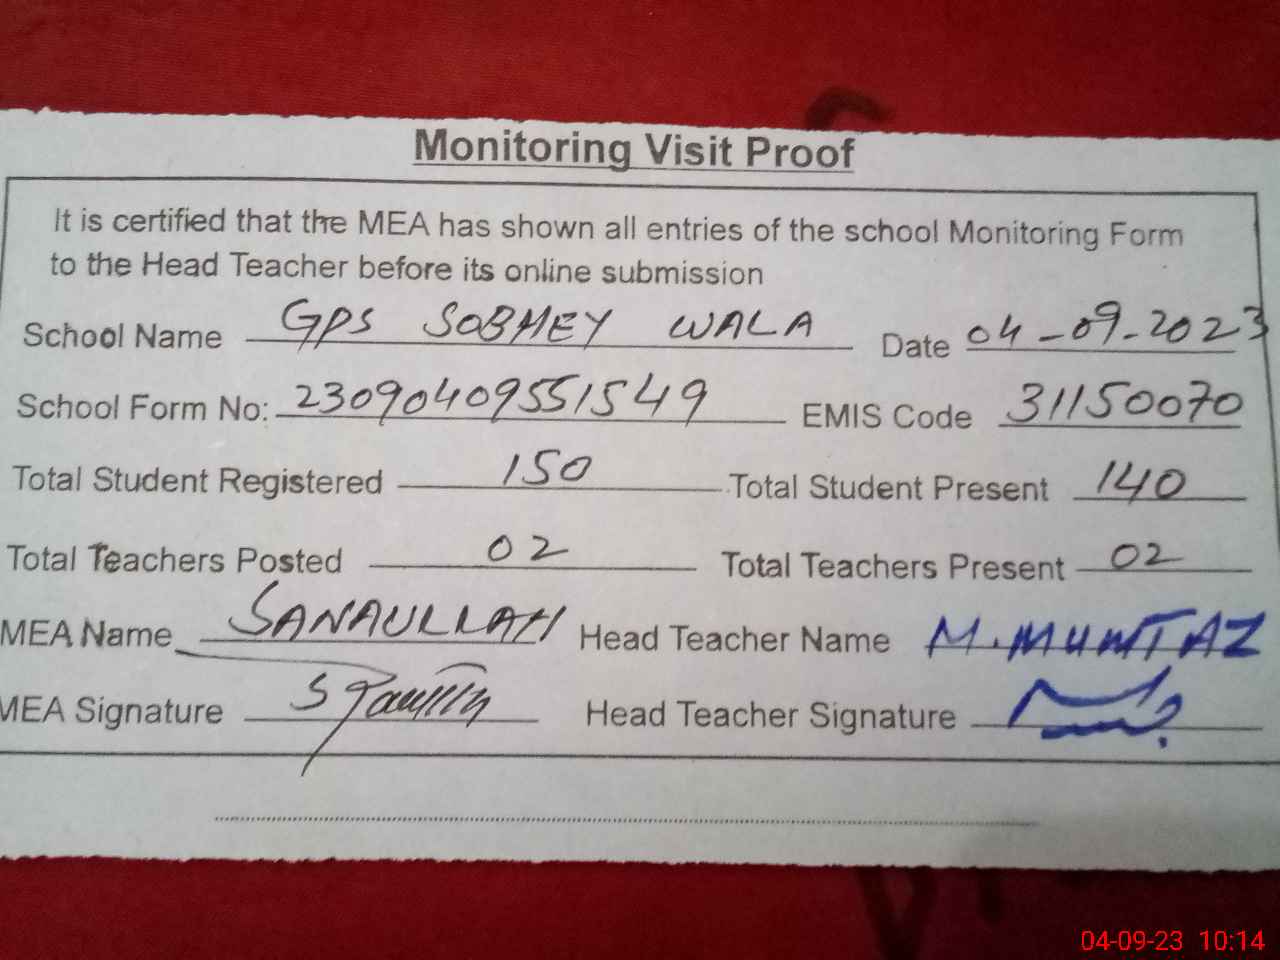 Monitoring Visit Proof
It is certified that the MEA has shown all entries of the school Monitoring Form
to the Head Teacher before its online submission
School Name GPS SOBHEY WALA Date 04-09-2023
School Form No: 23090409551549 EMIS Code 31150070
Total Student Registered 150 Total Student Present 140
Total Teachers Posted 02 Total Teachers Present 02
MEA Name SANAULLAH Head Teacher Name M. MUMTAZ
MEA Signature Head Teacher Signature
04-09-23 10:14